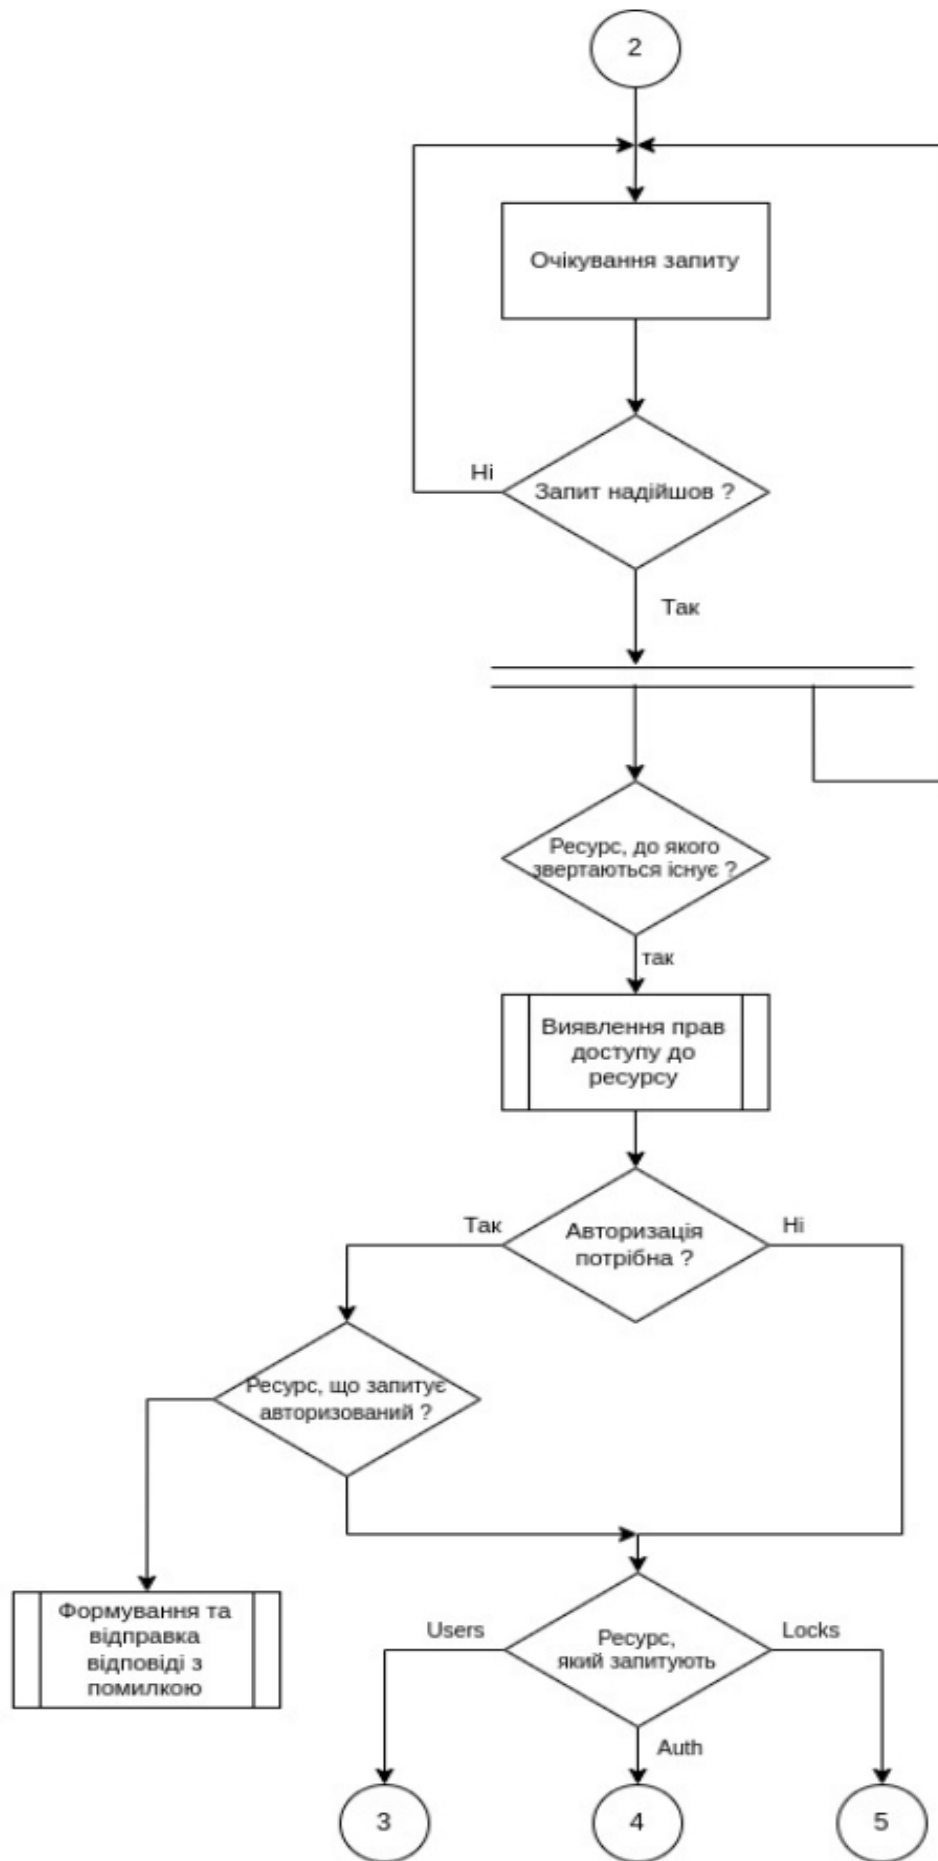 2
Очікування запиту
Ні
Запит надійшов ?
Так
Ресурс, до якого
звертаються існує ?
так
Виявлення прав
доступу до
ресурсу
Так
Авторизація
потрібна ?
Ні
Ресурс, що запитує
авторизований ?
Формування та
відправка
відповіді з
помилкою
Users
Ресурс,
який запитують
Locks
Auth
3
4
5